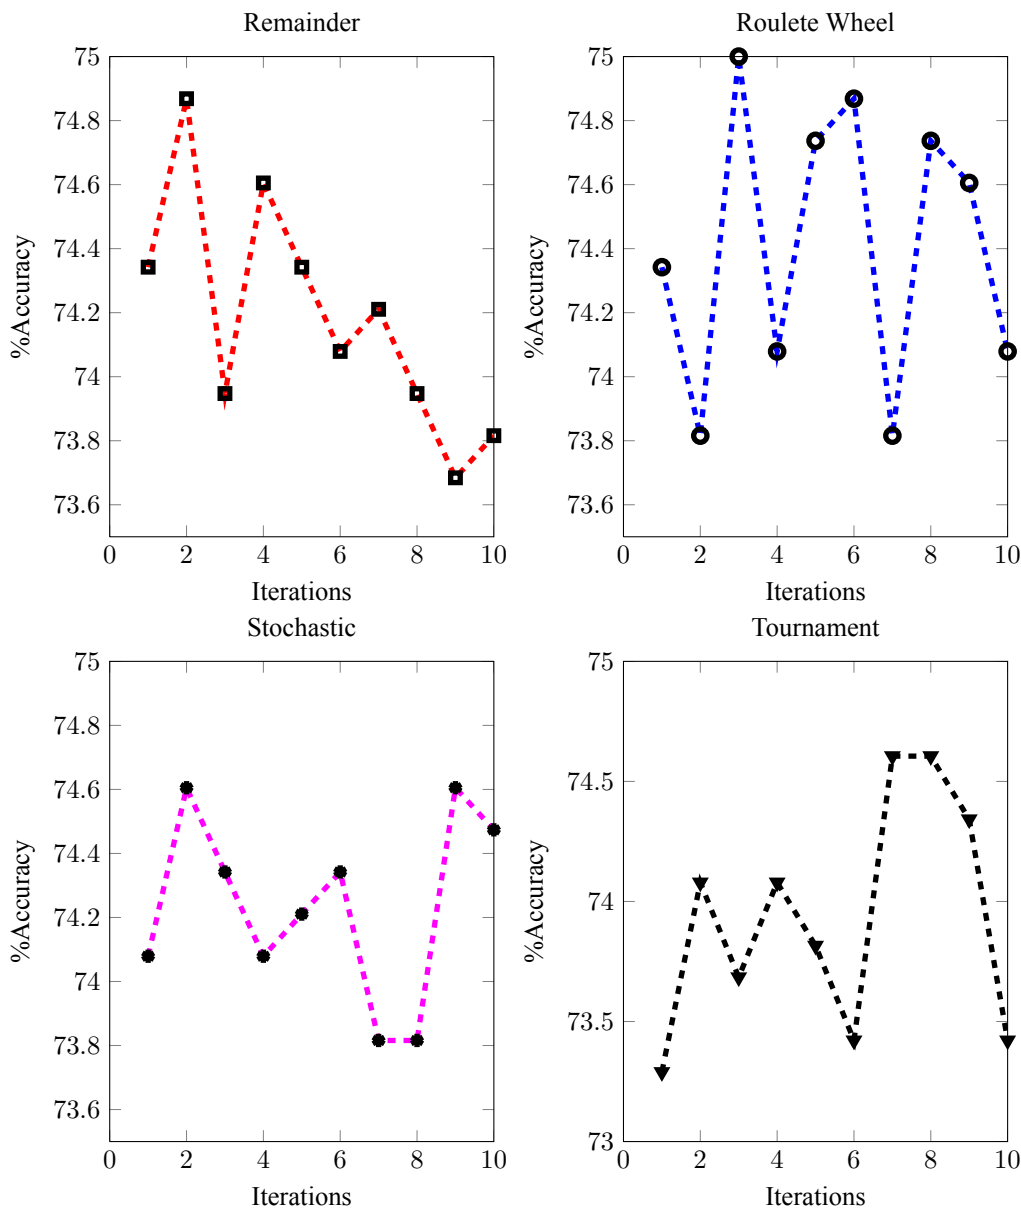 Remainder
75
74.8
74.6
74.4
74.2
74
73.8
73.6
0 2 4 6 8 10
%Accuracy
Iterations
Roulete Wheel
75
74.8
74.6
74.4
74.2
74
73.8
73.6
0 2 4 6 8 10
%Accuracy
Iterations
Stochastic
75
74.8
74.6
74.4
74.2
74
73.8
73.6
0 2 4 6 8 10
%Accuracy
Iterations
Tournament
75
74.5
74
73.5
73
0 2 4 6 8 10
%Accuracy
Iterations